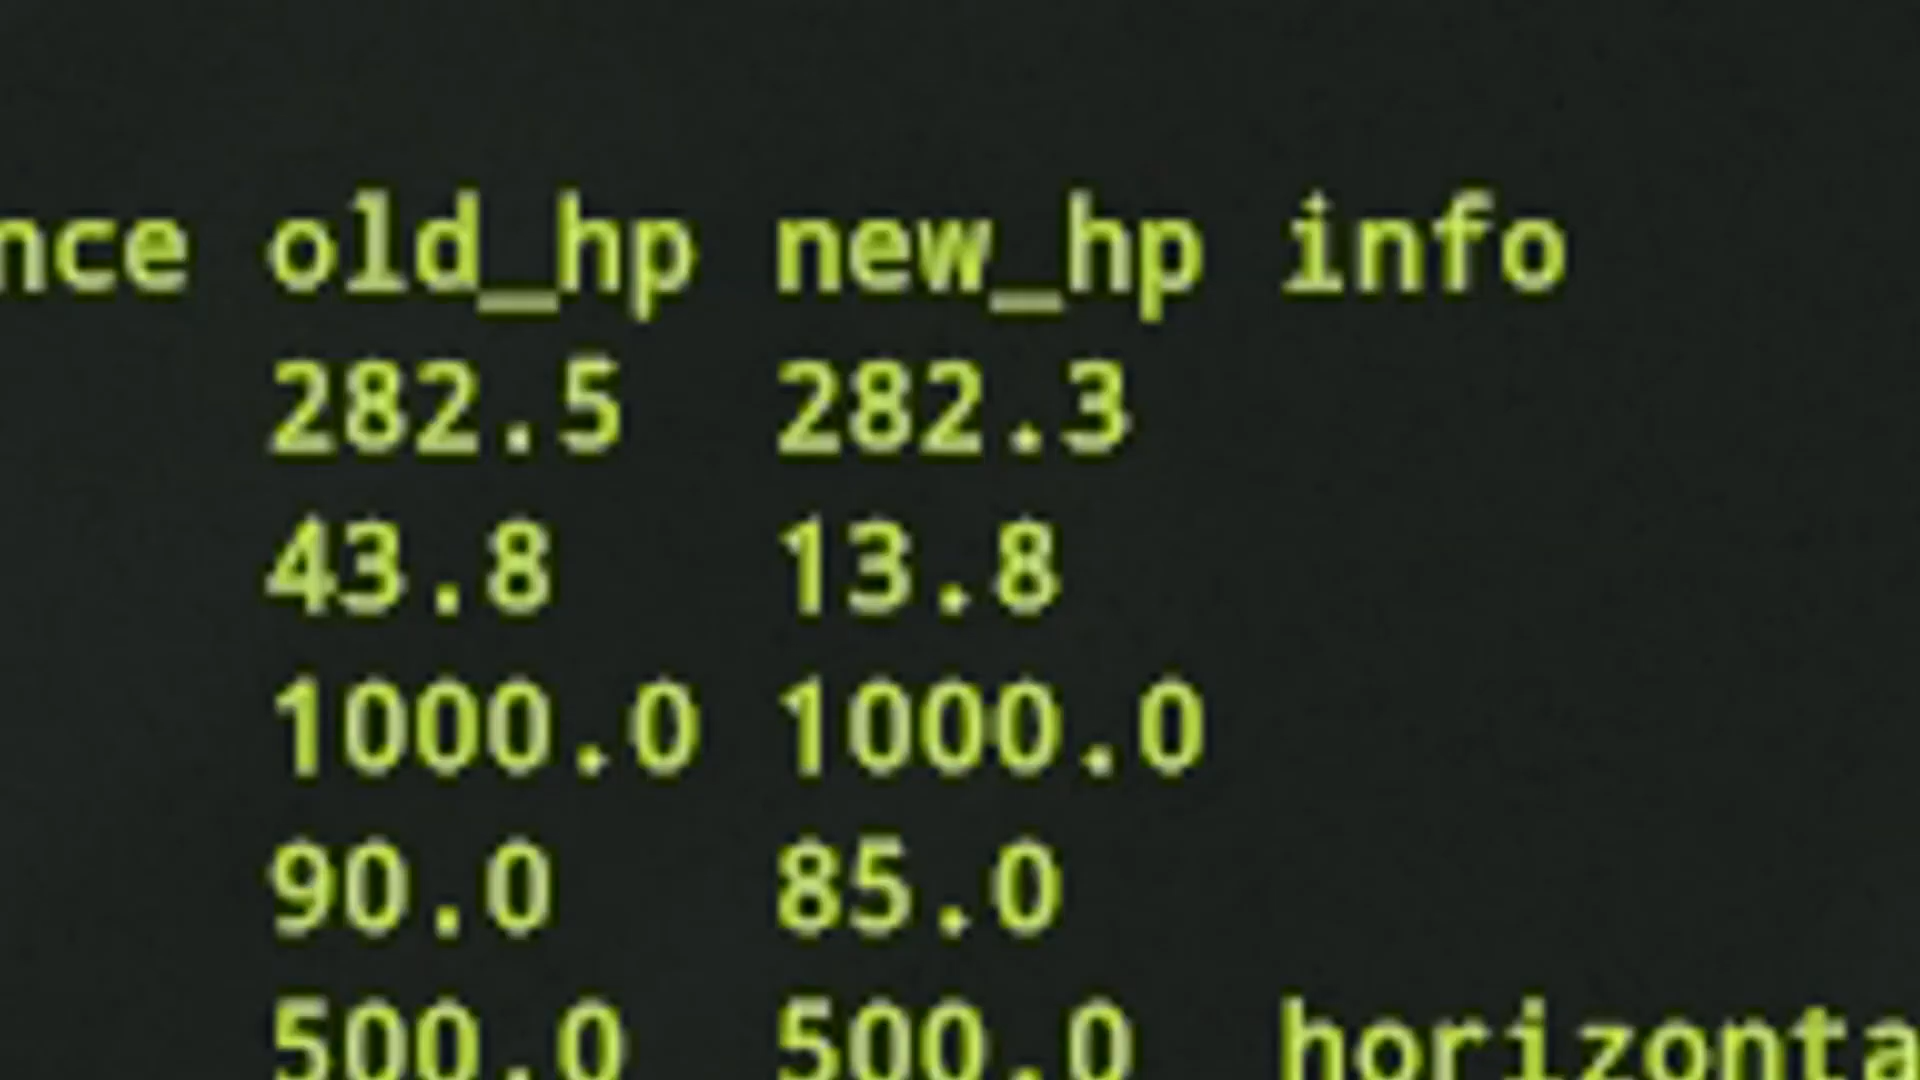 nce old_hp new_hp info
282.5 282.3
43.8 13.8
1000.0 1000.0
90.0 85.0
500.0 500.0 horizonta